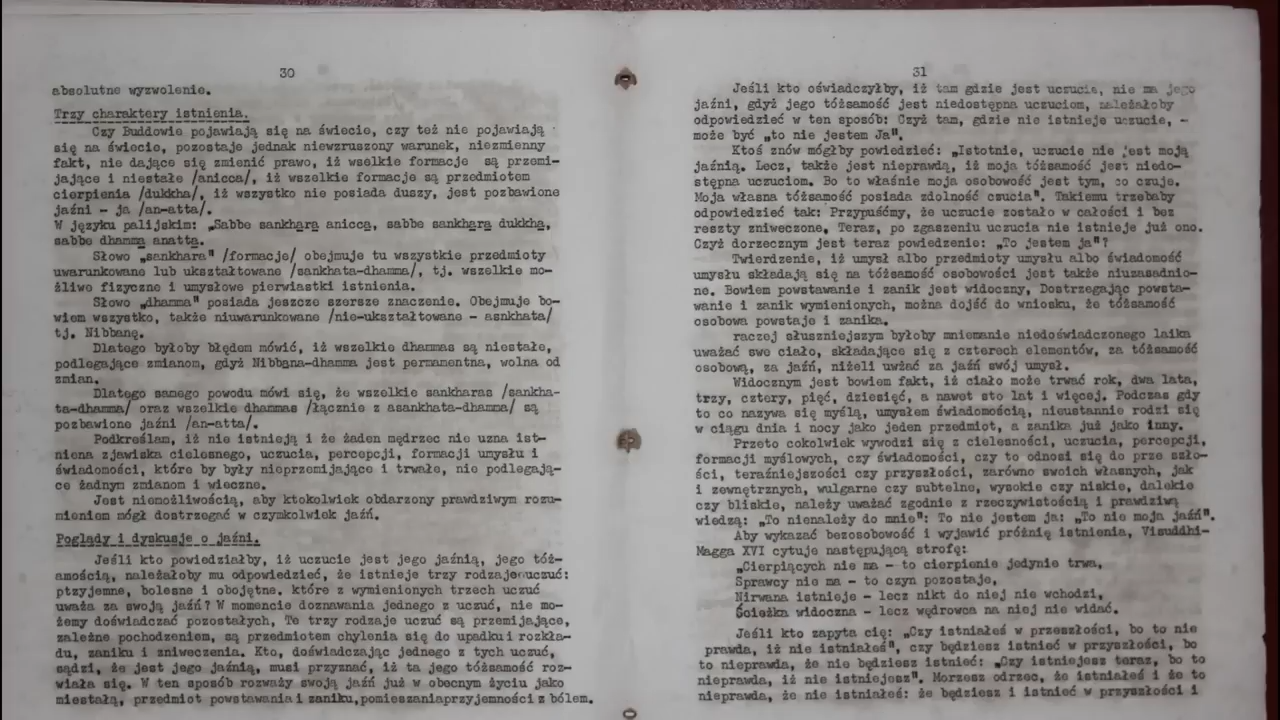 30
absolutne wyzwolenie.
Trzy charaktery istnienia.
Czy Buddowie pojawiają się na świecie, czy też nie pojawiają
się na świecie, pozostaje jednak niewzruszony warunek, niezmienny
fakt, nie dające się zmienić prawo, iż wselkie formacje są przemi-
jające i niestałe /anicca/, iż wszelkie formacje są przedmiotem
cierpienia /dukkha/, iż wszystko nie posiada duszy, jest pozbawione
jaźni - ja /an-atta/.
W języku palijskim: „Sabbe sankhara anicca, sabbe sankhara dukkha,
sabbe dhamma anatta.
Słowo „sankhara" /formacje/ obejmuje tu wszystkie przedmioty
uwarunkowane lub ukształtowane /sankhata-dhamma/, tj. wszelkie mo-
żliwe fizyczne i umysłowe pierwiastki istnienia.
Słowo „dhamma" posiada jeszcze szersze znaczenie. Obejmuje bo-
wiem wszystko, także niuwarunkowane /nie-ukształtowane - asnkhata/
tj. Nibbanę.
Dlatego byłoby błędem mówić, iż wszelkie dhammas są niestałe,
podlegające zmianom, gdyż Nibbana-dhamma jest permanentna, wolna od
zmian.
Dlatego samego powodu mówi się, że wszelkie sankharas /sankha-
ta-dhamma/ oraz wszelkie dhammas /łącznie z asankhata-dhamma/ są
pozbawione jaźni /an-atta/.
Podkreślam, iż nie istnieją i że żaden mędrzec nie uzna ist-
niena zjawiska cielesnego, uczucia, percepcji, formacji umysłu i
świadomości, które by były nieprzemijające i trwałe, nie podlegają-
ce żadnym zmianom i wieczne.
Jest niemożliwością, aby ktokolwiek obdarzony prawdziwym rozu-
mieniem mógł dostrzegać w czymkolwiek jaźń.
Poglądy i dyskusje o jaźni.
Jeśli kto powiedziałby, iż uczucie jest jego jaźnią, jego tóż-
amością, należałoby mu odpowiedzieć, że istnieje trzy rodzaje uczuć:
ptzyjemne, bolesne i obojętne. które z wymienionych trzech uczuć
uważa za swoją jaźń? W momencie doznawania jednego z uczuć, nie mo-
żemy doświadczać pozostałych, Te trzy rodzaje uczuć są przemijające,
zależne pochodzeniem, są przedmiotem chylenia się do upadku i rozkła-
du, zaniku i zniweczenia. Kto, doświadczając jednego z tych uczuć,
sądzi, że jest jego jaźnią, musi przyznać, iż ta jego tóżsamość roz-
wiała się. W ten sposób rozważy swoją jaźń już w obecnym życiu jako
miestałą, przedmiot powstawania i zaniku,pomieszaniaprzyjemności z bólem.
31
Jeśli kto oświadczyłby, iż tam gdzie jest uczucie, nie ma jego
jaźni, gdyż jego tóżsamość jest niedostępna uczuciom, należałoby
odpowiedzieć w ten sposób: Czyż tam, gdzie nie istnieje uczucie, -
może być „to nie jestem Ja".
Ktoś znów mógłby powiedzieć: „Istotnie, uczucie nie jest moją
jaźnią. Lecz, także jest nieprawdą, iż moja tóżsamość jest niedo-
stępna uczuciom. Bo to właśnie moja osobowość jest tym, co czuje.
Moja własna tóżsamość posiada zdolność czucia". Takiemu trzebaby
odpowiedzieć tak: Przypuśćmy, że uczucie zostało w całości i bez
reszty zniweczone, Teraz, po zgaszeniu uczucia nie istnieje już ono.
Czyż dorzecznym jest teraz powiedzenie: „To jestem ja"?
Twierdzenie, iż umysł albo przedmioty umysłu albo świadomość
umysłu składają się na tóżsamość osobowości jest także niuzasadnio-
ne. Bowiem powstawanie i zanik jest widoczny, Dostrzegając powsta-
wanie i zanik wymienionych, można dojść do wniosku, że tóżsamość
osobowa powstaje i zanika.
raczej słuszniejszym byłoby mniemanie niedoświadczonego laika
uważać swe ciało, składające się z czterech elementów, za tóżsamość
osobową, za jaźń, niżeli uwżać za jaźń swój umysł.
Widocznym jest bowiem fakt, iż ciało może trwać rok, dwa lata,
trzy, cztery, pięć, dziesięć, a nawet sto lat i więcej. Podczas gdy
to co nazywa się myślą, umysłem świadomością, nieustannie rodzi się
w ciągu dnia i nocy jako jeden przedmiot, a zanika już jako inny.
Przeto cokolwiek wywodzi się z cielesności, uczucia, percepcji,
formacji myślowych, czy świadomości, czy to odnosi się do prze szło-
ści, teraźniejszości czy przyszłości, zarówno swoich własnych, jak
i zewnętrznych, wulgarne czy subtelne, wysokie czy niskie, dalekie
czy bliskie, należy uważać zgodnie z rzeczywistością i prawdziwą
wiedzą: „To nienależy do mnie": To nie jestem ja: „To nie moja jaźń".
Aby wykazać bezosobowość i wyjawić próżnię istnienia, Visuddhi-
Magga XVI cytuje następującą strofę:
„Cierpiących nie ma - to cierpienie jedynie trwa,
Sprawcy nie ma - to czyn pozostaje,
Nirwana istnieje - lecz nikt do niej nie wchodzi,
Ścieżka widoczna - lecz wędrowca na niej nie widać.
Jeśli kto zapyta cię: „Czy istniałeś w przeszłości, bo to nie
prawda, iż nie istniałeś", czy będziesz istnieć w przyszłości, bo
to nieprawda, że nie będziesz istnieć: „Czy istniejesz teraz, bo to
nieprawda, iż nie istniejesz". Morzesz odrzec, że istniałeś i że to
nieprawda, że nie istniałeś: że będziesz i istnieć w przyszłości i